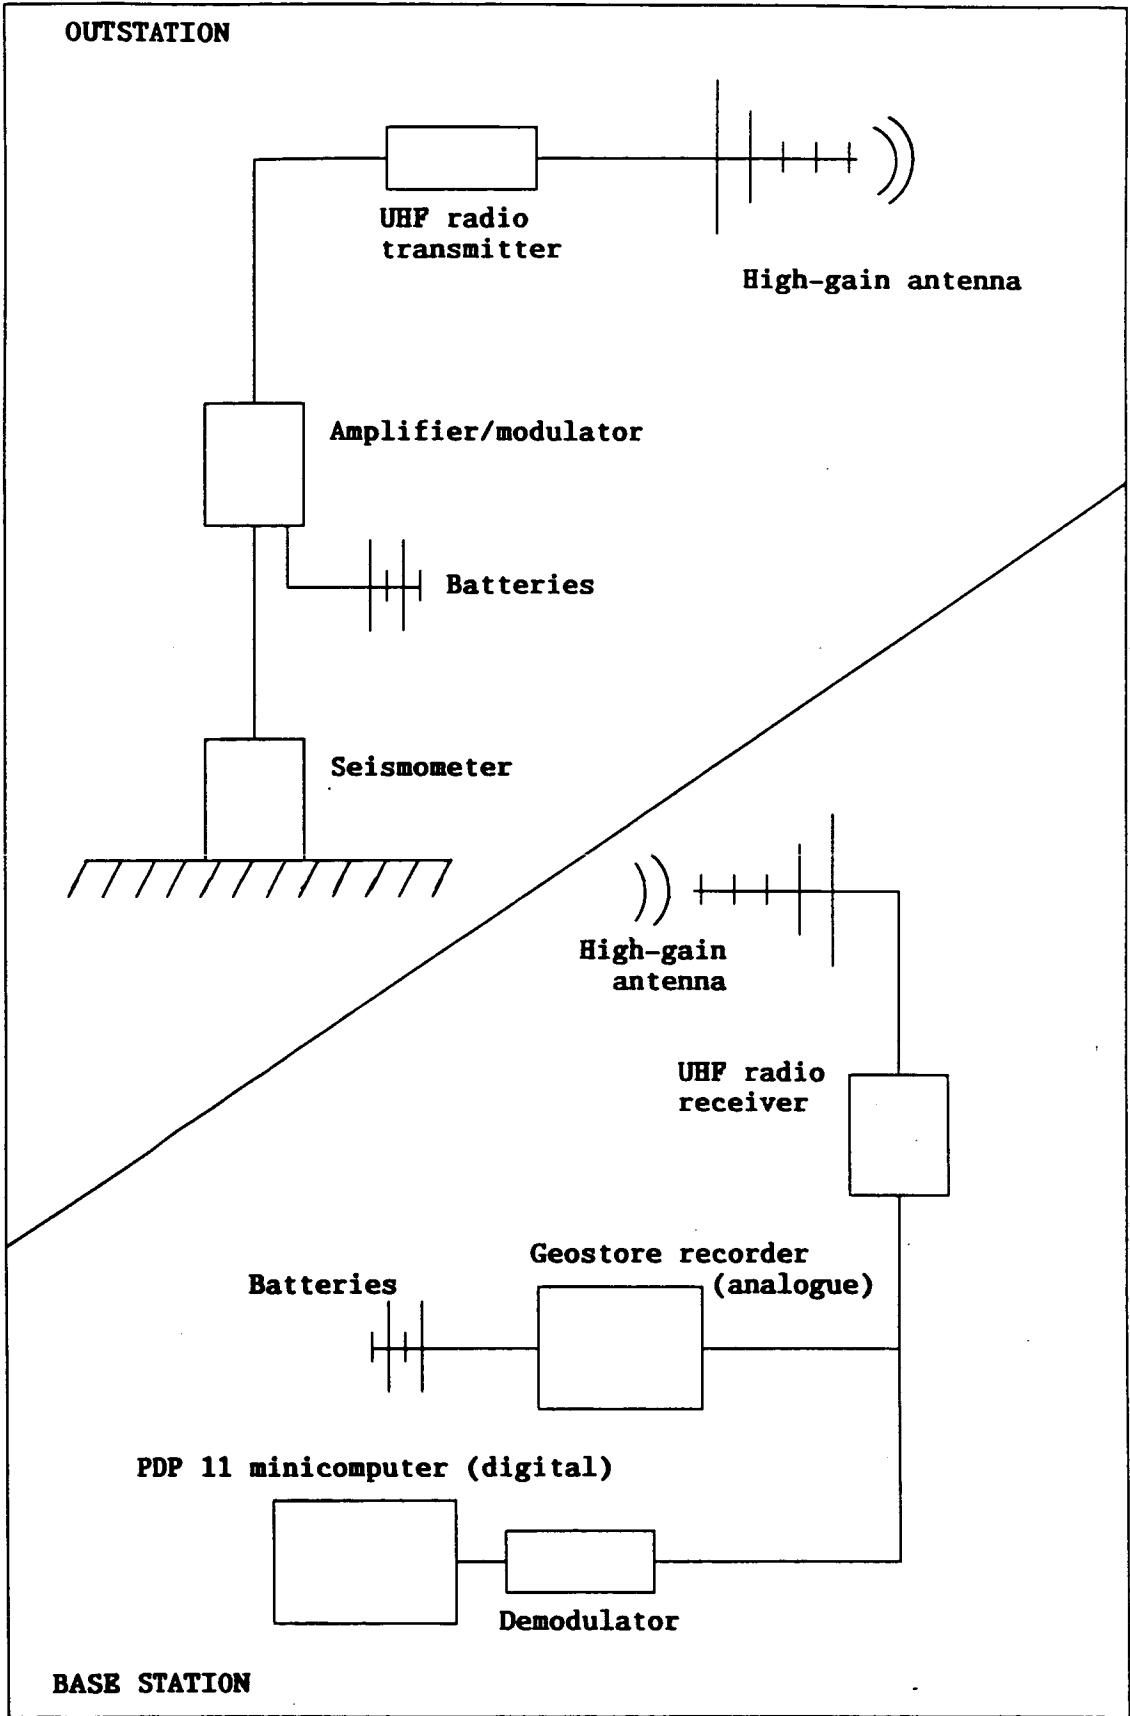 OUTSTATION
UHF radio
transmitter
High-gain antenna
Amplifier/modulator
Batteries
Seismometer
High-gain
antenna
UHF radio
receiver
Geostore recorder
(analogue)
Batteries
PDP 11 minicomputer (digital)
Demodulator
BASE STATION